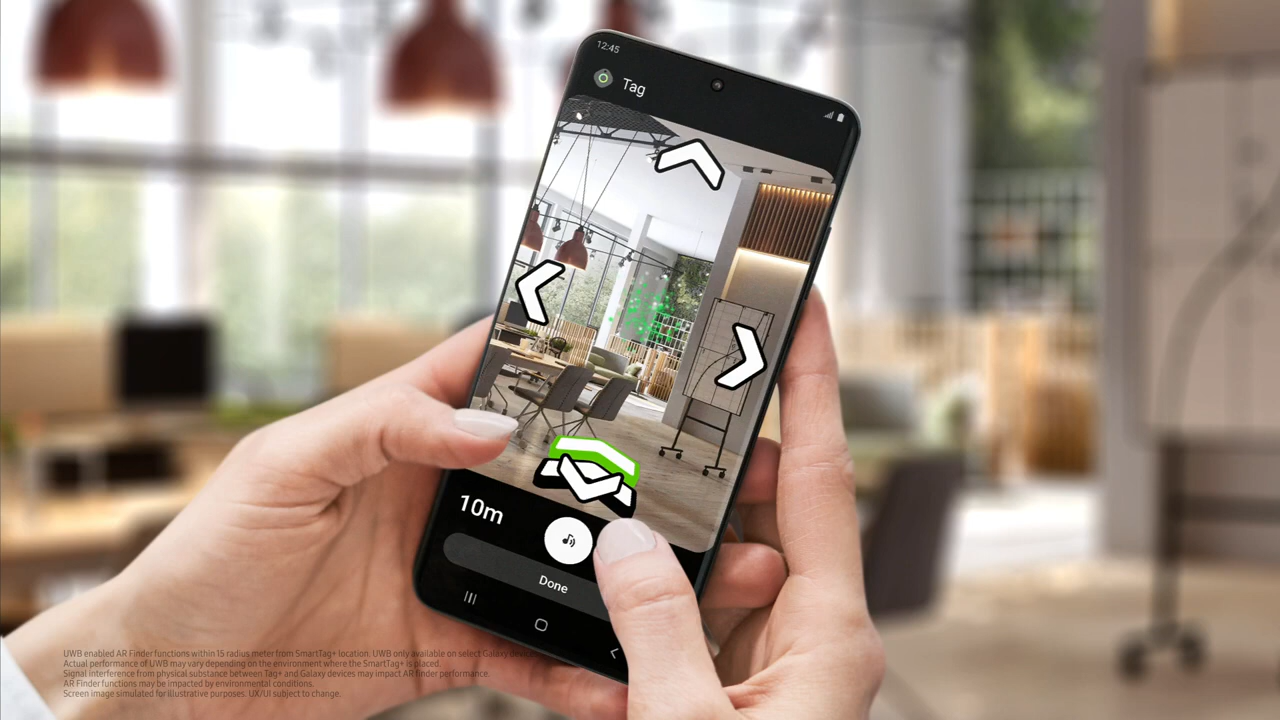 12:45
Tag
10m
Done
UWB enabled AR Finder functions within 15 radius meter from SmartTag+ location. UWB only available on select Galaxy devices.
Actual performance of UWB may vary depending on the environment where the SmartTag+ is placed.
Signal interference from physical substance between Tag+ and Galaxy devices may impact AR finder performance.
AR Finder functions may be impacted by environmental conditions.
Screen image simulated for illustrative purposes. UX/UI subject to change.